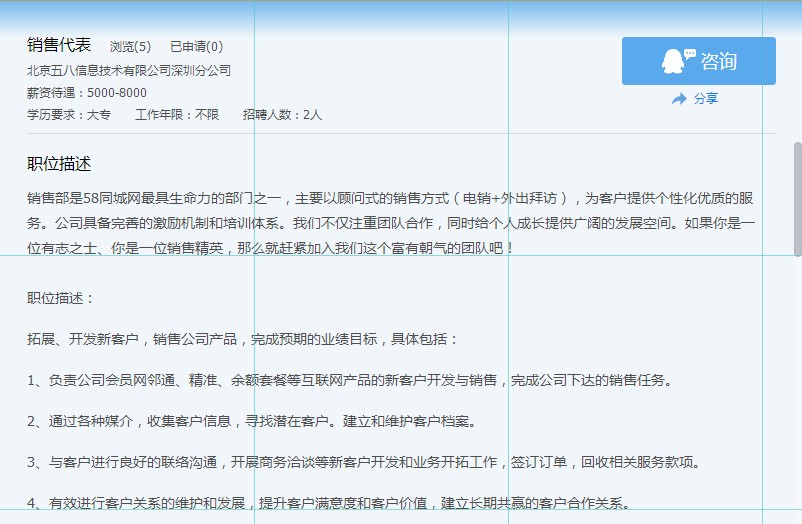 销售代表 浏览(5) 已申请(0)
咨询
北京五八信息技术有限公司深圳分公司
薪资待遇：5000-8000
分享
学历要求：大专 工作年限：不限 招聘人数：2人
职位描述
销售部是58同城网最具生命力的部门之一，主要以顾问式的销售方式（电销+外出拜访），为客户提供个性化优质的服
务。公司具备完善的激励机制和培训体系。我们不仅注重团队合作，同时给个人成长提供广阔的发展空间。如果你是一
位有志之士、你是一位销售精英，那么就赶紧加入我们这个富有朝气的团队吧！
职位描述：
拓展、开发新客户，销售公司产品，完成预期的业绩目标，具体包括：
1、负责公司会员网邻通、精准、余额套餐等互联网产品的新客户开发与销售，完成公司下达的销售任务。
2、通过各种媒介，收集客户信息，寻找潜在客户。建立和维护客户档案。
3、与客户进行良好的联络沟通，开展商务洽谈等新客户开发和业务开拓工作，签订订单，回收相关服务款项。
4、有效进行客户关系的维护和发展，提升客户满意度和客户价值，建立长期共赢的客户合作关系。